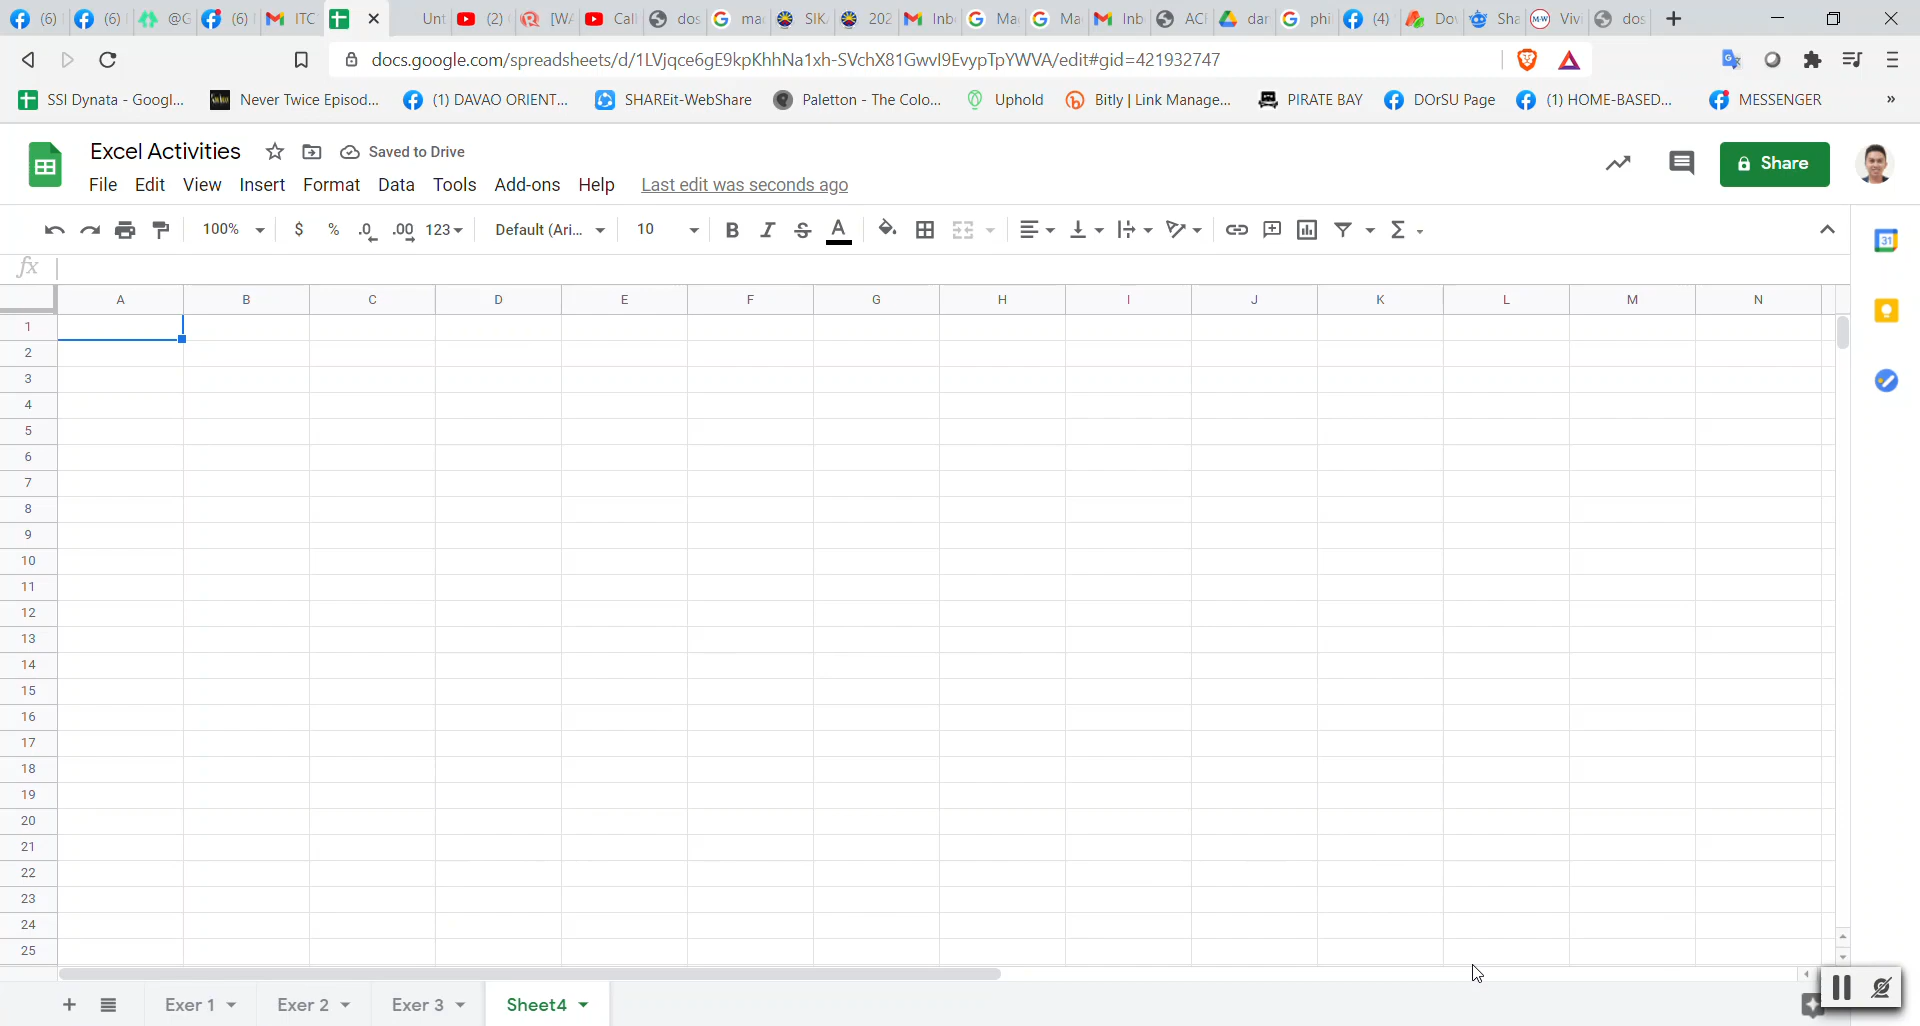 (6) (6) @G (6) ITC Unt (2) [WA Call dos mac SIK 202 Inb Ma Ma Inb ACI dar phi (4) Dov Sha Vivi dos
docs.google.com/spreadsheets/d/1LVjqce6gE9kpKhhNa1xh-SVchX81GwvI9EvypTpYWVA/edit#gid=421932747
SSI Dynata - Googl... Never Twice Episod... (1) DAVAO ORIENT... SHAREit-WebShare Paletton - The Colo... Uphold Bitly | Link Manage... PIRATE BAY DOrSU Page (1) HOME-BASED... MESSENGER »
Excel Activities Saved to Drive
Share
File Edit View Insert Format Data Tools Add-ons Help Last edit was seconds ago
100% $ % .0 .00 123 Default (Ari... 10 B I S A Σ
fx
A B C D E F G H I J K L M N
1
2
3
4
5
6
7
8
9
10
11
12
13
14
15
16
17
18
19
20
21
22
23
24
25
Exer 1 Exer 2 Exer 3 Sheet4